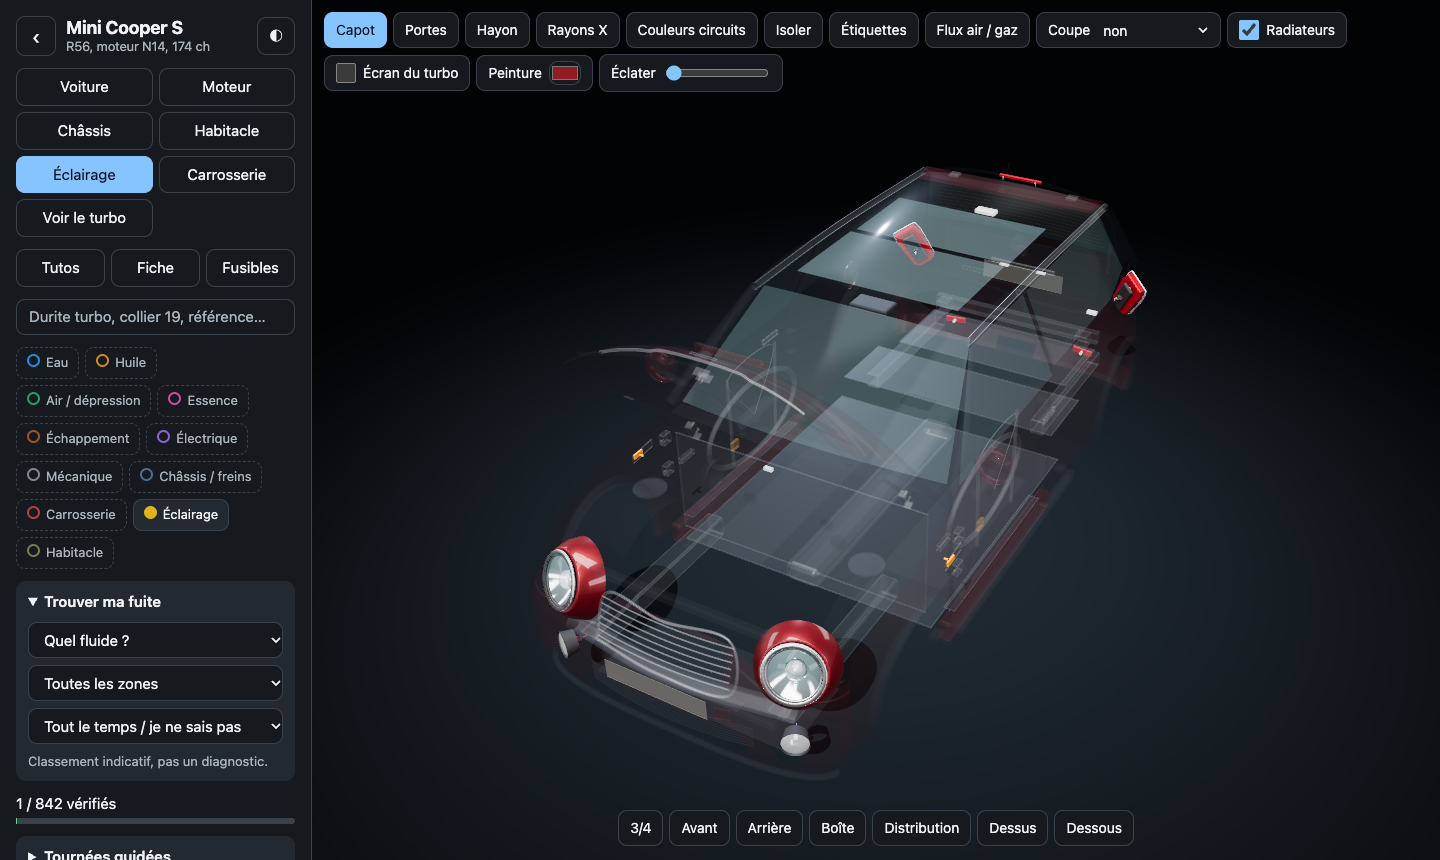 Mini Cooper S
R56, moteur N14, 174 ch
Voiture
Moteur
Châssis
Habitacle
Éclairage
Carrosserie
Voir le turbo
Tutos
Fiche
Fusibles
Durite turbo, collier 19, référence...
Eau
Huile
Air / dépression
Essence
Échappement
Électrique
Mécanique
Châssis / freins
Carrosserie
Éclairage
Habitacle
Trouver ma fuite
Quel fluide ?
Toutes les zones
Tout le temps / je ne sais pas
Classement indicatif, pas un diagnostic.
1 / 842 vérifiés
Tournées guidées
Capot
Portes
Hayon
Rayons X
Couleurs circuits
Isoler
Étiquettes
Flux air / gaz
Coupe non
Radiateurs
Écran du turbo
Peinture
Éclater
3/4
Avant
Arrière
Boîte
Distribution
Dessus
Dessous